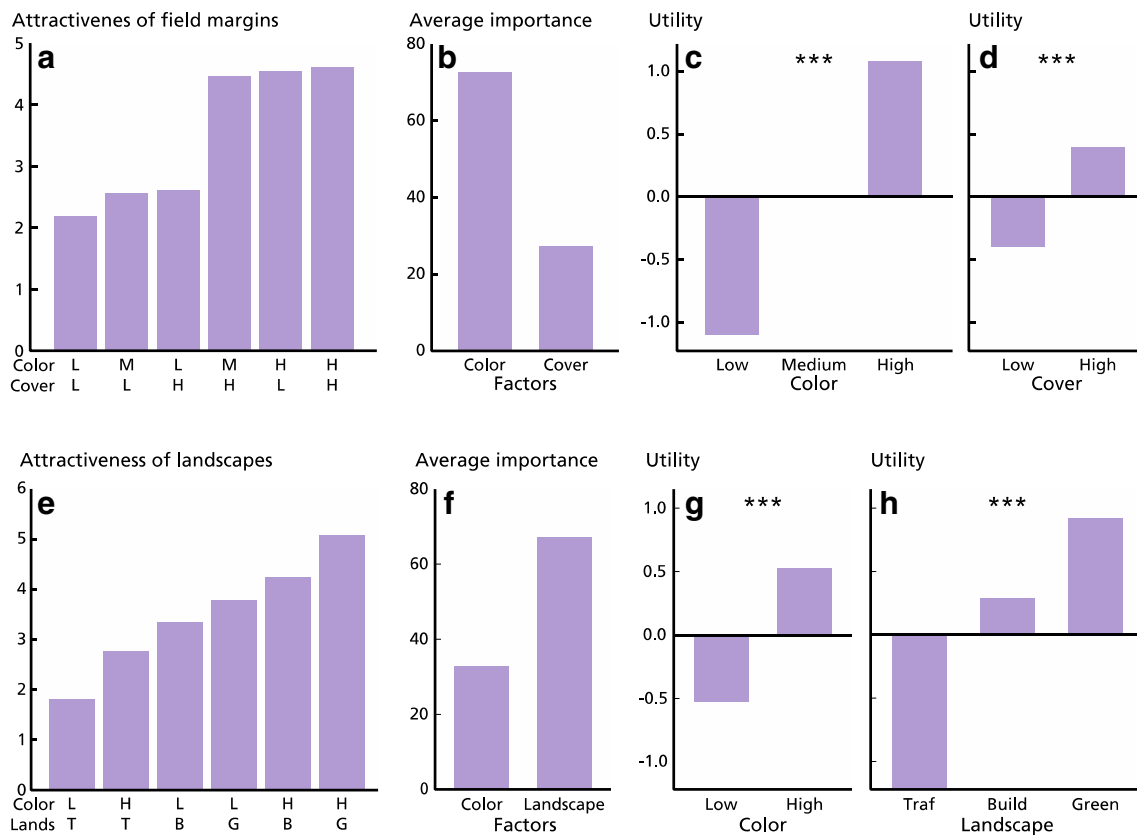 Attractivenes of field margins
Average importance
Utility
Utility
a
b
c
***
d
***
5
4
3
2
1
0
80
60
40
20
0
1.0
0.5
0.0
-0.5
-1.0
Color L M L M H H
Cover L L H H L H
Color Cover
Factors
Low Medium High
Color
Low High
Cover
Attractiveness of landscapes
Average importance
Utility
Utility
e
f
g
***
h
***
6
5
4
3
2
1
0
80
60
40
20
0
1.0
0.5
0.0
-0.5
-1.0
Color L H L L H H
Lands T T B G B G
Color Landscape
Factors
Low High
Color
Traf Build Green
Landscape